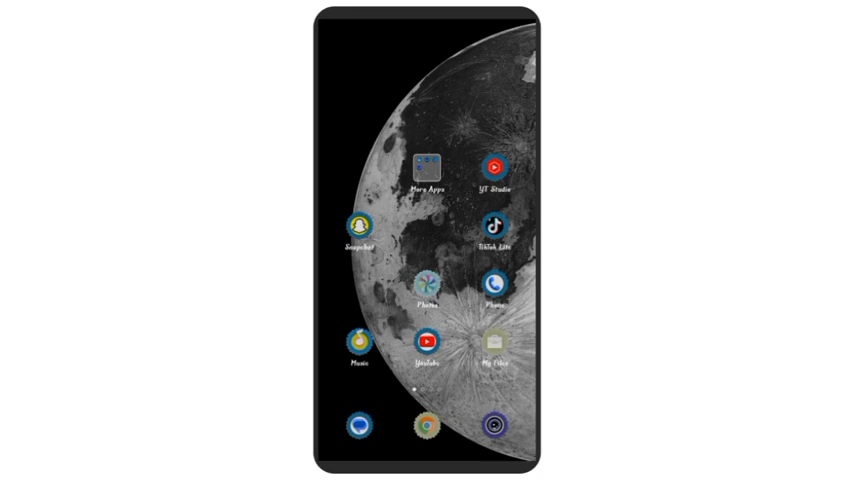 More Apps
YT Studio
Snapchat
TikTok Lite
Photos
Phone
Music
YouTube
My Files